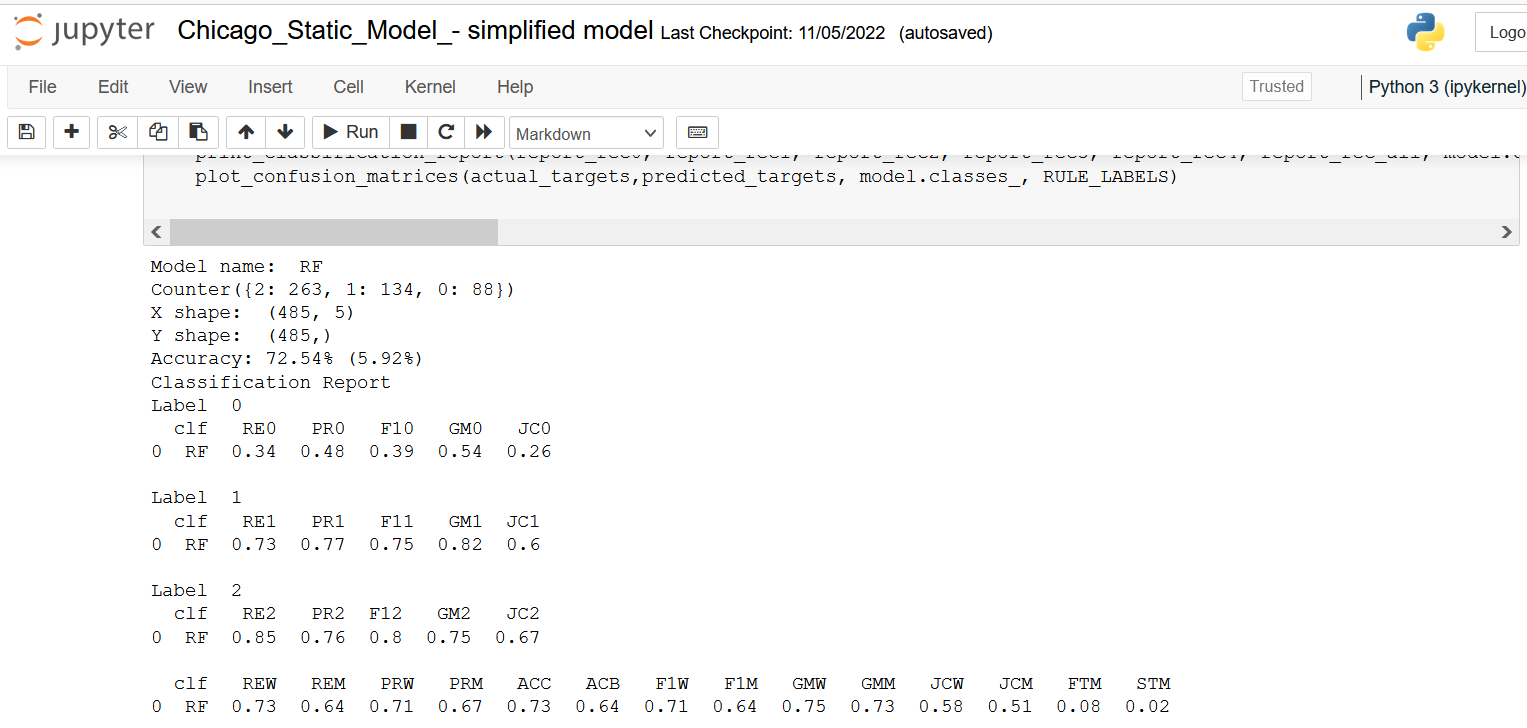 jupyter Chicago_Static_Model_- simplified model Last Checkpoint: 11/05/2022 (autosaved) Logo
File Edit View Insert Cell Kernel Help Trusted Python 3 (ipykernel)
Run Markdown
plot_confusion_matrices(actual_targets,predicted_targets, model.classes_, RULE_LABELS)
Model name: RF
Counter({2: 263, 1: 134, 0: 88})
X shape: (485, 5)
Y shape: (485,)
Accuracy: 72.54% (5.92%)
Classification Report
Label 0
clf RE0 PR0 F10 GM0 JC0
0 RF 0.34 0.48 0.39 0.54 0.26
Label 1
clf RE1 PR1 F11 GM1 JC1
0 RF 0.73 0.77 0.75 0.82 0.6
Label 2
clf RE2 PR2 F12 GM2 JC2
0 RF 0.85 0.76 0.8 0.75 0.67
clf REW REM PRW PRM ACC ACB F1W F1M GMW GMM JCW JCM FTM STM
0 RF 0.73 0.64 0.71 0.67 0.73 0.64 0.71 0.64 0.75 0.73 0.58 0.51 0.08 0.02